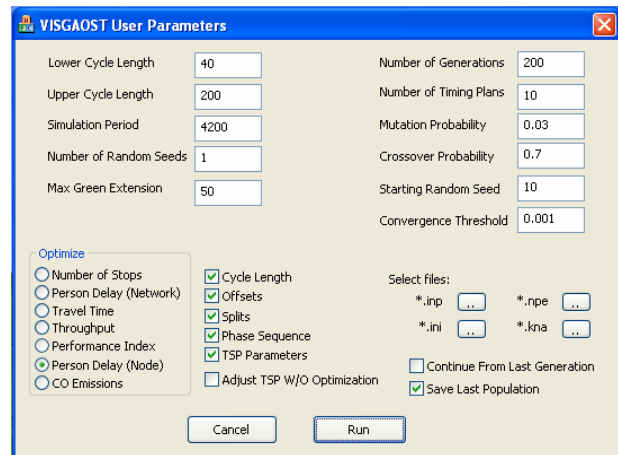 VISGAOST User Parameters
Lower Cycle Length 40
Upper Cycle Length 200
Simulation Period 4200
Number of Random Seeds 1
Max Green Extension 50
Number of Generations 200
Number of Timing Plans 10
Mutation Probability 0.03
Crossover Probability 0.7
Starting Random Seed 10
Convergence Threshold 0.001
Optimize
Number of Stops
Person Delay (Network)
Travel Time
Throughput
Performance Index
Person Delay (Node)
CO Emissions
Cycle Length
Offsets
Splits
Phase Sequence
TSP Parameters
Adjust TSP W/O Optimization
Select files:
*.inp .. *.npe ..
*.ini .. *.kna ..
Continue From Last Generation
Save Last Population
Cancel Run